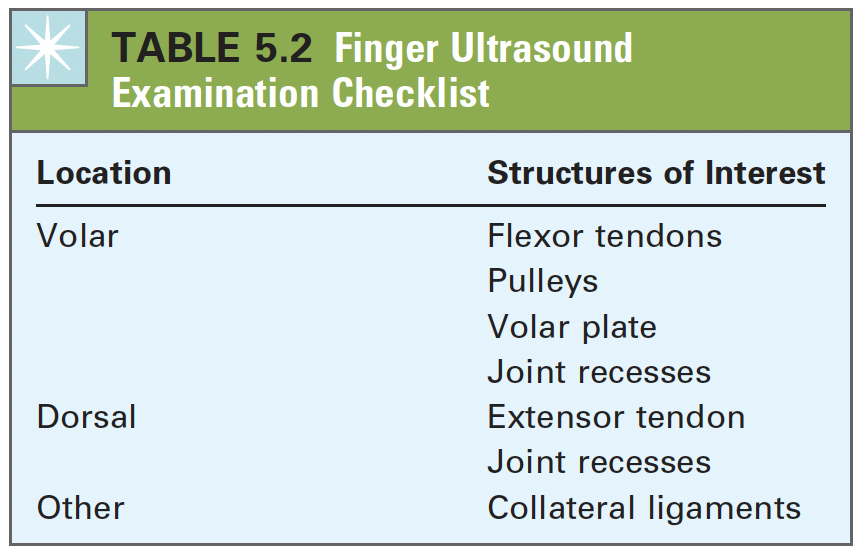 TABLE 5.2 Finger Ultrasound
Examination Checklist
Location Structures of Interest
Volar Flexor tendons
Pulleys
Volar plate
Joint recesses
Dorsal Extensor tendon
Joint recesses
Other Collateral ligaments